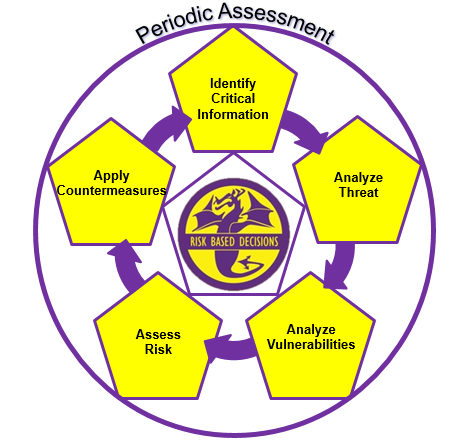 Periodic Assessment
Identify
Critical
Information
Analyze
Threat
Analyze
Vulnerabilities
Assess
Risk
Apply
Countermeasures
RISK BASED DECISIONS